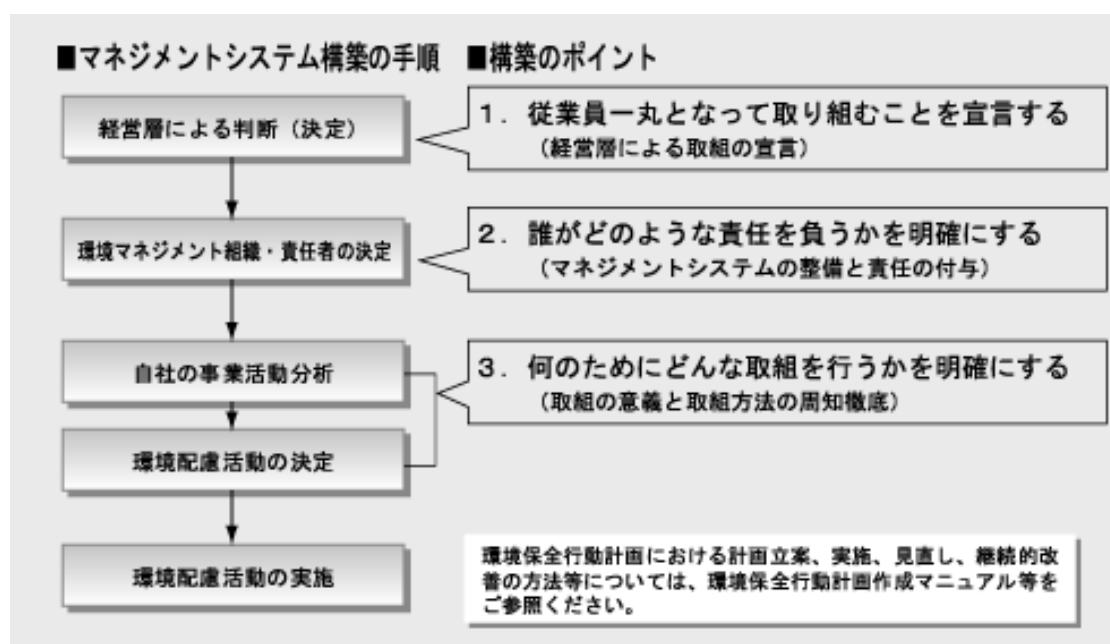 ■マネジメントシステム構築の手順
■構築のポイント
経営層による判断（決定）
1. 従業員一丸となって取り組むことを宣言する
（経営層による取組の宣言）
環境マネジメント組織・責任者の決定
2. 誰がどのような責任を負うかを明確にする
（マネジメントシステムの整備と責任の付与）
自社の事業活動分析
3. 何のためにどんな取組を行うかを明確にする
（取組の意義と取組方法の周知徹底）
環境配慮活動の決定
環境配慮活動の実施
環境保全行動計画における計画立案、実施、見直し、継続的改
善の方法等については、環境保全行動計画作成マニュアル等を
ご参照ください。